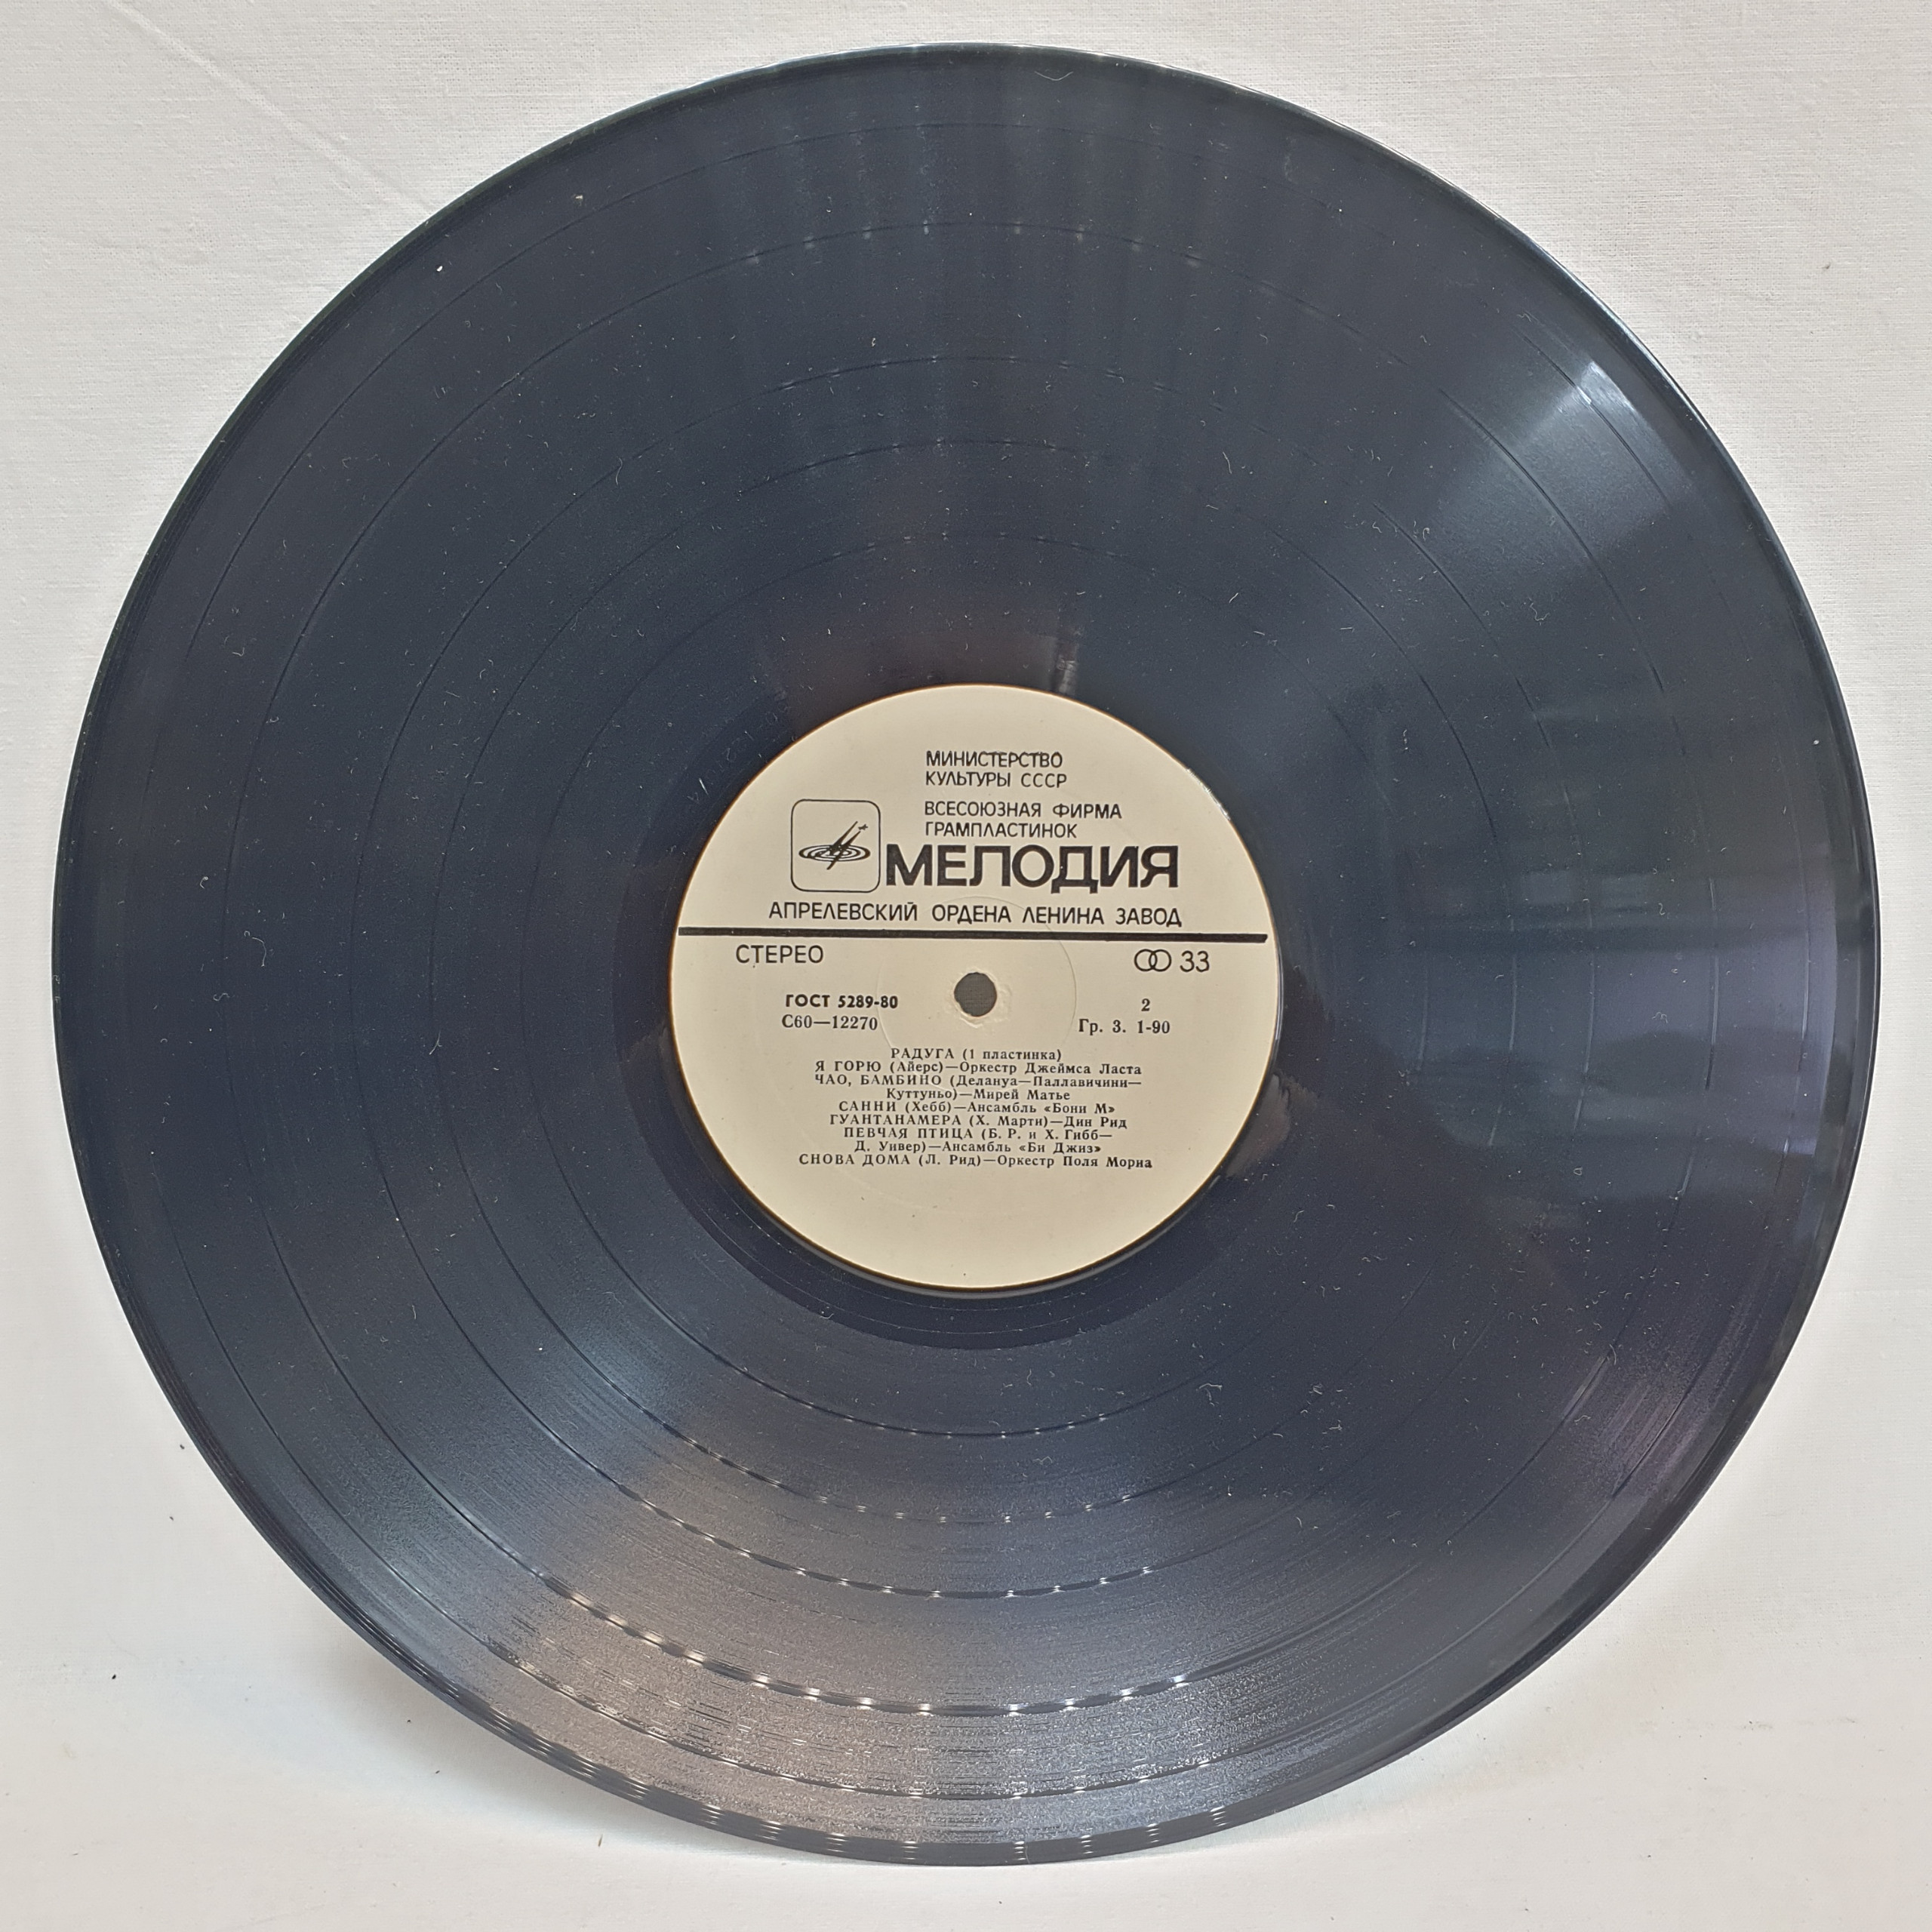 МИНИСТЕРСТВО
КУЛЬТУРЫ СССР
ВСЕСОЮЗНАЯ ФИРМА
ГРАМПЛАСТИНОК
МЕЛОДИЯ
АПРЕЛЕВСКИЙ ОРДЕНА ЛЕНИНА ЗАВОД
СТЕРЕО 33
ГОСТ 5289-80 2
С60—12270 Гр. 3. 1-90
РАДУГА (1 пластинка)
Я ГОРЮ (Айерс)—Оркестр Джеймса Ласта
ЧАО, БАМБИНО (Делануа—Паллавичини—
Куттуньо)—Мирей Матье
САННИ (Хебб)—Ансамбль «Бони М»
ГУАНТАНАМЕРА (Х. Марти)—Дин Рид
ПЕВЧАЯ ПТИЦА (Б. Р. и Х. Гибб—
Д. Уивер)—Ансамбль «Би Джиз»
СНОВА ДОМА (Л. Рид)—Оркестр Поля Мориа